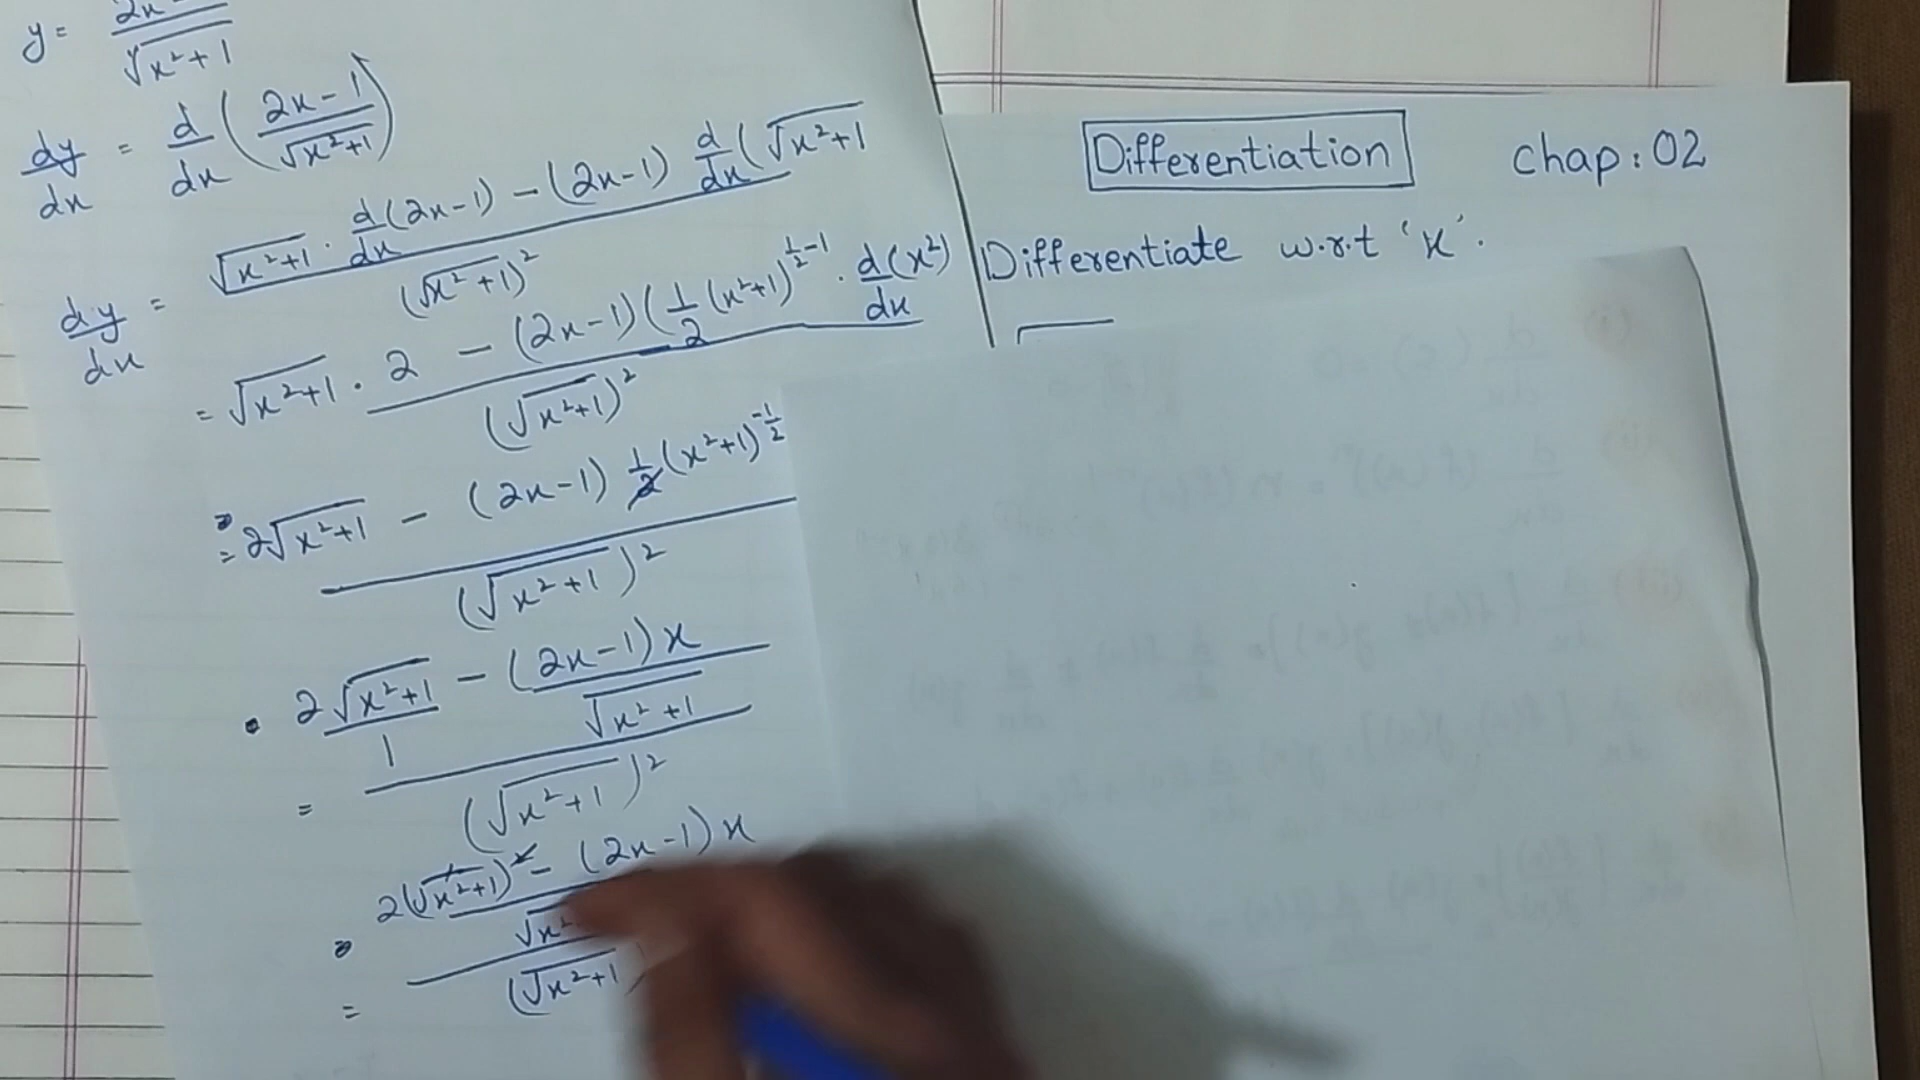 y = 2x / √x²+1
dy/dx = d/dx ( 2x-1 / √x²+1 )
dy/dx = √x²+1 · d/dx (2x-1) - (2x-1) d/dx (√x²+1 / (√x²+1)²
= √x²+1 · 2 - (2x-1) (1/2 (x²+1)^(1/2 -1) · d(x²)/dx / (√x²+1)²
= 2√x²+1 - (2x-1) 1/2 (x²+1)^(-1/2) / (√x²+1)²
= 2√x²+1 / 1 - (2x-1)x / √x²+1 / (√x²+1)²
= 2(√x²+1)² - (2x-1)x / √x² / (√x²+1)
Differentiation
Chap : 02
Differentiate w.r.t 'x'.